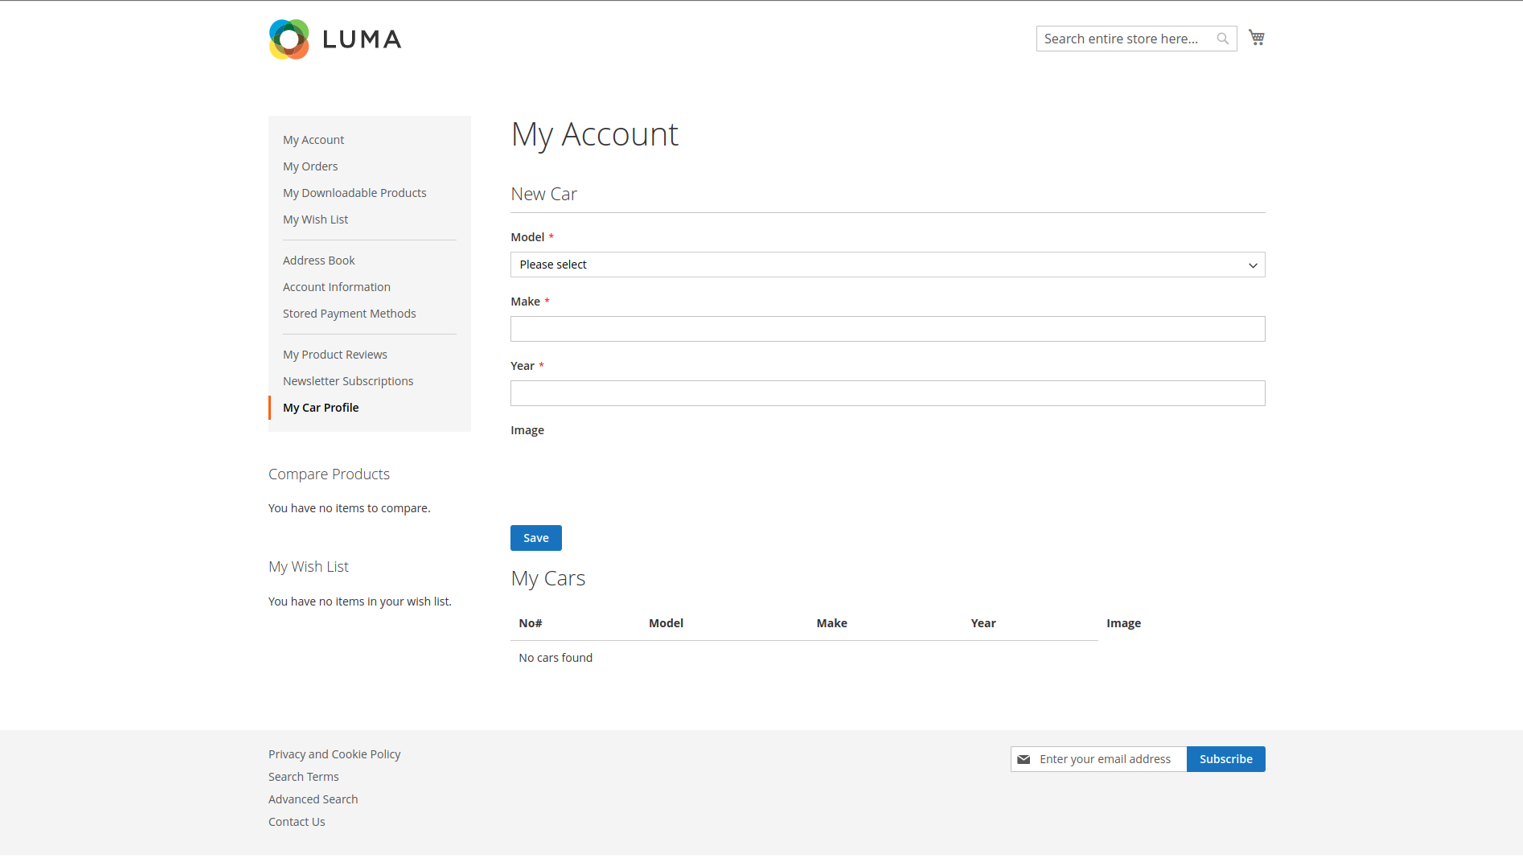 LUMA
Search entire store here...
My Account
My Orders
My Downloadable Products
My Wish List
Address Book
Account Information
Stored Payment Methods
My Product Reviews
Newsletter Subscriptions
My Car Profile
Compare Products
You have no items to compare.
My Wish List
You have no items in your wish list.
My Account
New Car
Model *
Please select
Make *
Year *
Image
Save
My Cars
No# Model Make Year Image
No cars found
Privacy and Cookie Policy
Search Terms
Advanced Search
Contact Us
Enter your email address
Subscribe